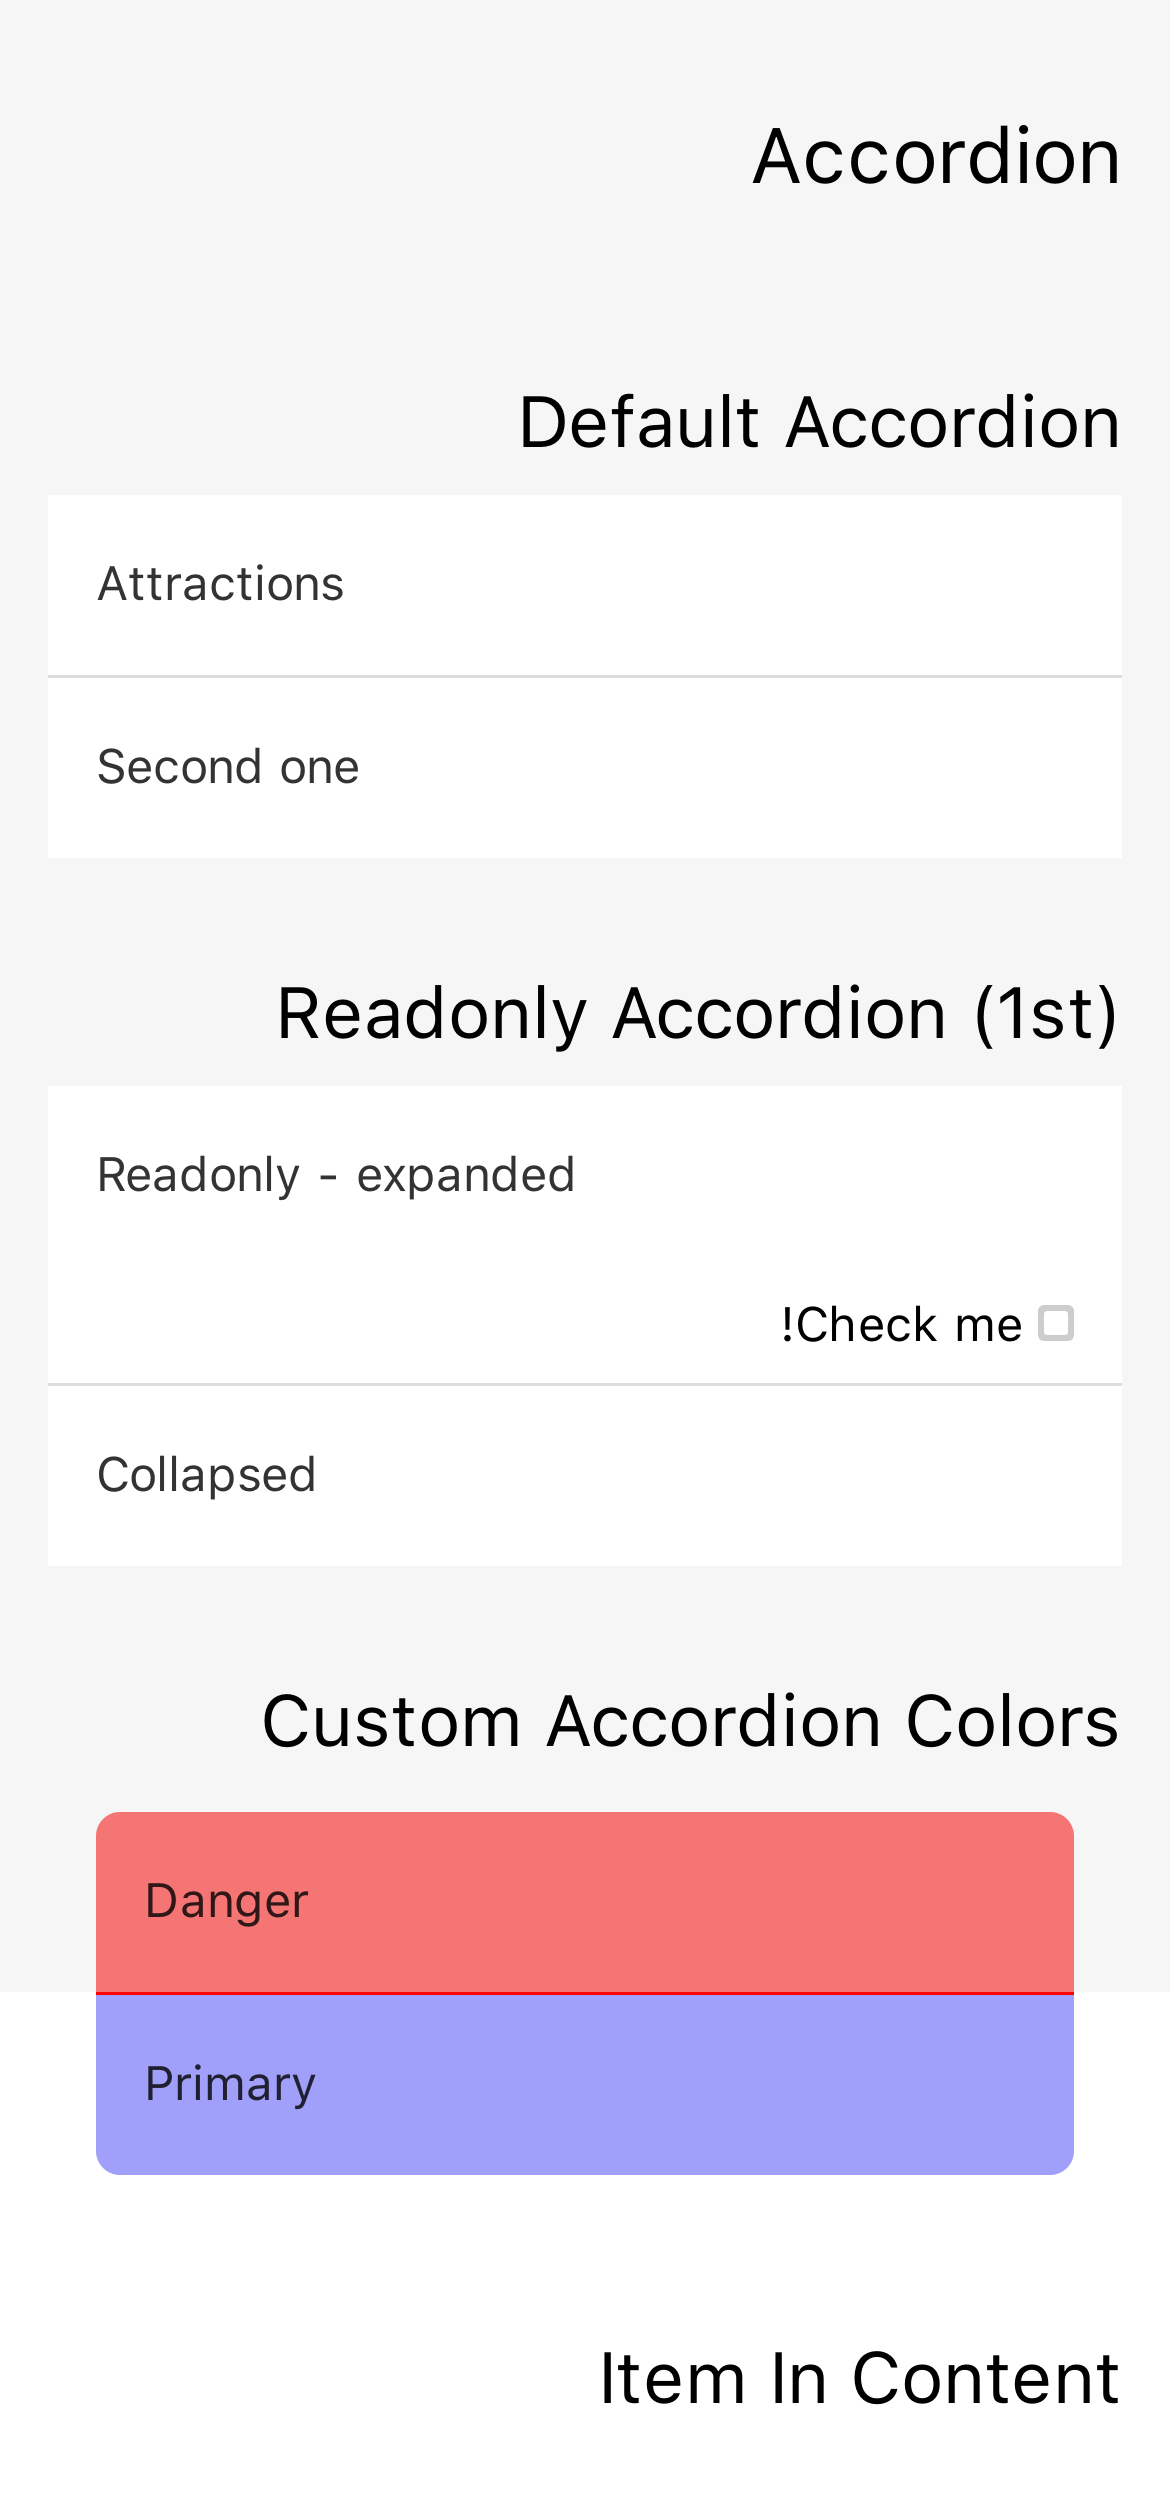 Accordion
Default Accordion
Attractions
Second one
Readonly Accordion (1st)
Readonly - expanded
!Check me
Collapsed
Custom Accordion Colors
Danger
Primary
Item In Content